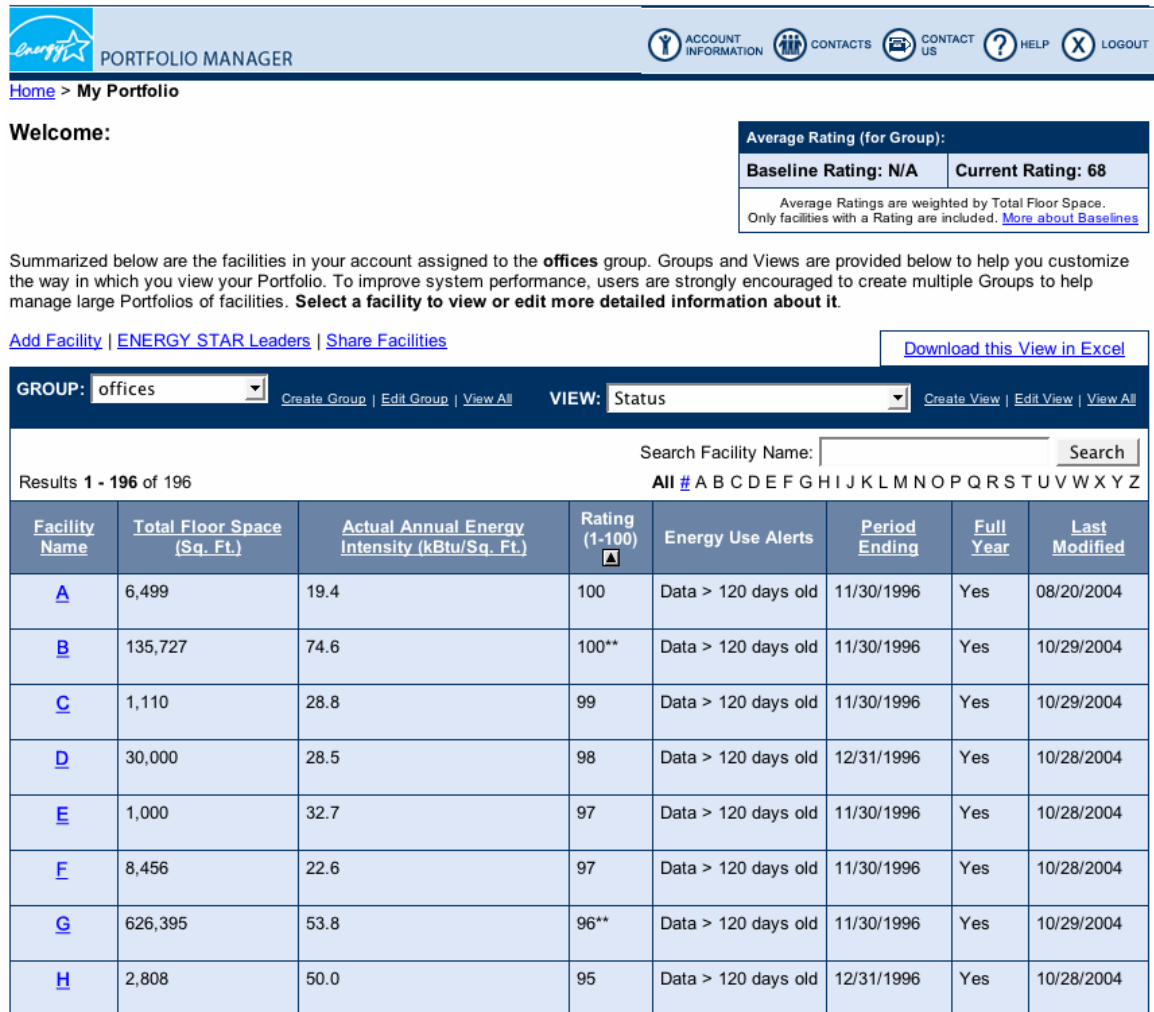 energy
PORTFOLIO MANAGER
ACCOUNT INFORMATION
CONTACTS
CONTACT US
? HELP
X LOGOUT
Home > My Portfolio
Welcome:
Average Rating (for Group):
Baseline Rating: N/A Current Rating: 68
Average Ratings are weighted by Total Floor Space.
Only facilities with a Rating are included. More about Baselines
Summarized below are the facilities in your account assigned to the offices group. Groups and Views are provided below to help you customize
the way in which you view your Portfolio. To improve system performance, users are strongly encouraged to create multiple Groups to help
manage large Portfolios of facilities. Select a facility to view or edit more detailed information about it.
Add Facility | ENERGY STAR Leaders | Share Facilities
Download this View in Excel
GROUP: offices Create Group | Edit Group | View All VIEW: Status Create View | Edit View | View All
Search Facility Name: Search
Results 1 - 196 of 196 All # A B C D E F G H I J K L M N O P Q R S T U V W X Y Z
Facility Name Total Floor Space (Sq. Ft.) Actual Annual Energy Intensity (kBtu/Sq. Ft.) Rating (1-100) Energy Use Alerts Period Ending Full Year Last Modified
A 6,499 19.4 100 Data > 120 days old 11/30/1996 Yes 08/20/2004
B 135,727 74.6 100** Data > 120 days old 11/30/1996 Yes 10/29/2004
C 1,110 28.8 99 Data > 120 days old 11/30/1996 Yes 10/29/2004
D 30,000 28.5 98 Data > 120 days old 12/31/1996 Yes 10/28/2004
E 1,000 32.7 97 Data > 120 days old 11/30/1996 Yes 10/28/2004
F 8,456 22.6 97 Data > 120 days old 11/30/1996 Yes 10/28/2004
G 626,395 53.8 96** Data > 120 days old 11/30/1996 Yes 10/29/2004
H 2,808 50.0 95 Data > 120 days old 12/31/1996 Yes 10/28/2004